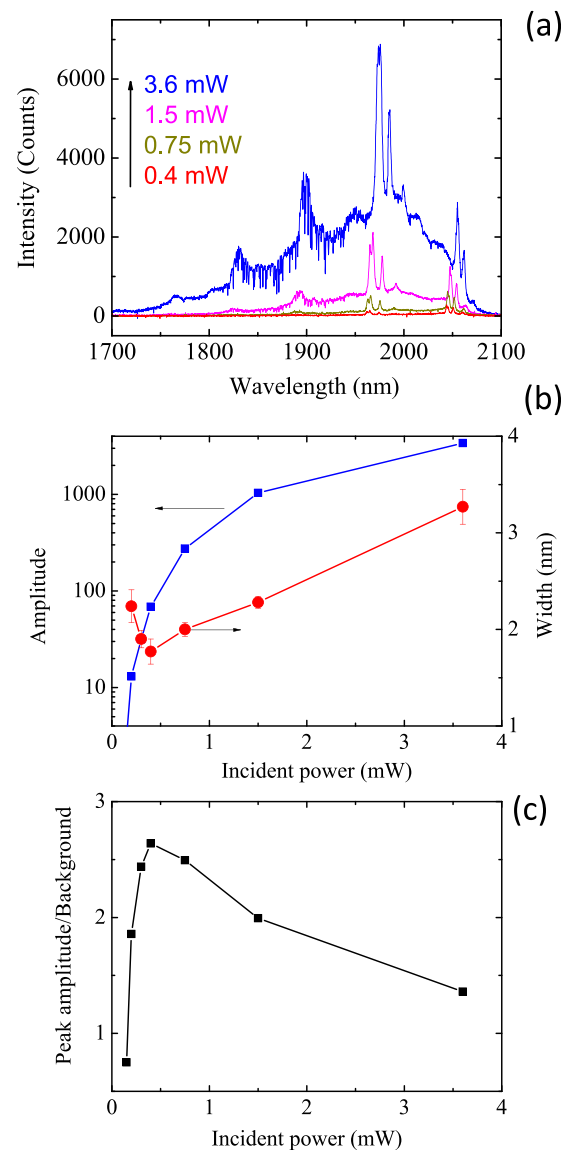 (a)
Intensity (Counts)
6000
4000
2000
0
3.6 mW
1.5 mW
0.75 mW
0.4 mW
1700 1800 1900 2000 2100
Wavelength (nm)
(b)
Amplitude
1000
100
10
4
3
2
1
Width (nm)
0 1 2 3 4
Incident power (mW)
(c)
Peak amplitude/Background
3
2
1
0 1 2 3 4
Incident power (mW)